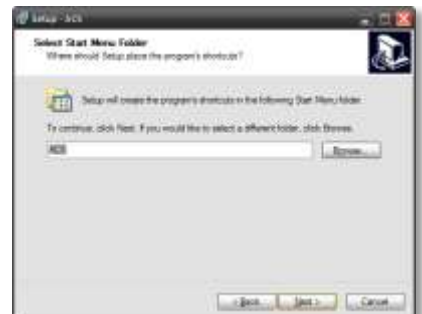 Setup - ACS
Select Start Menu Folder
Where should Setup place the program's shortcuts?
Setup will create the program's shortcuts in the following Start Menu folder.
To continue, click Next. If you would like to select a different folder, click Browse.
ACS
Browse...
< Back
Next >
Cancel